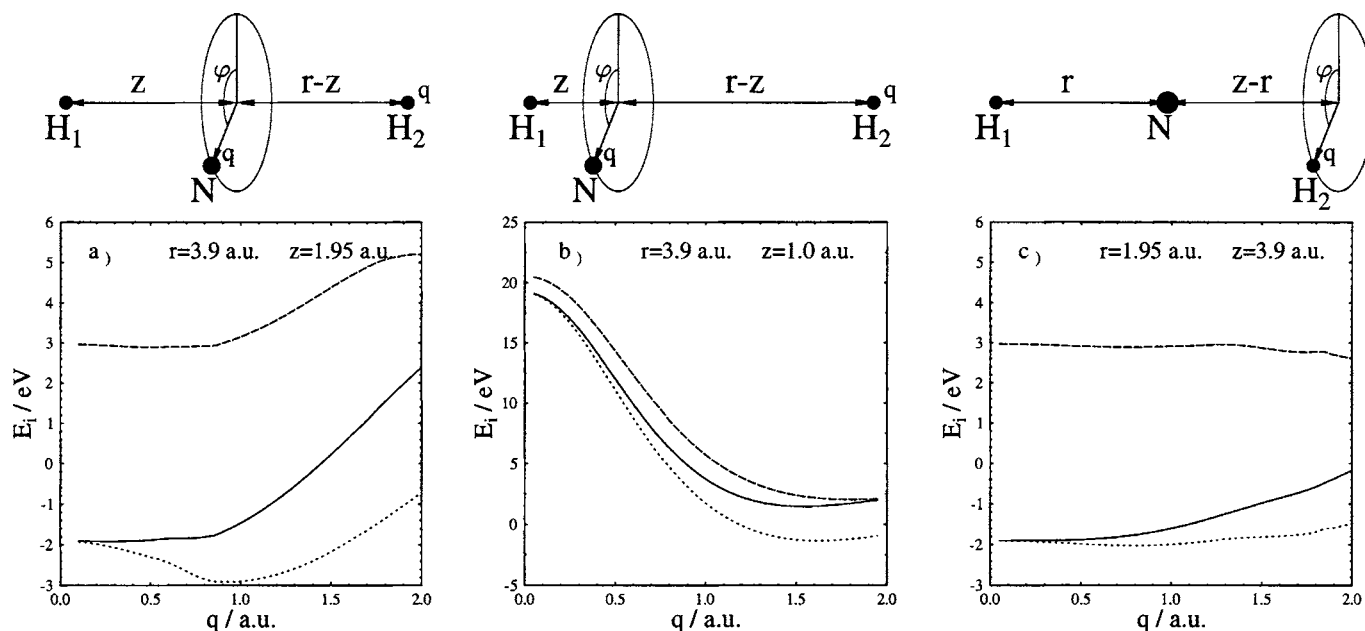 z φ r-z q
H₁ H₂
q
N
z φ r-z q
H₁ H₂
q
N
r z-r φ
H₁ N q
H₂
a) r=3.9 a.u. z=1.95 a.u.
E_i / eV
6
5
4
3
2
1
0
-1
-2
-3
0.0 0.5 1.0 1.5 2.0
q / a.u.
b) r=3.9 a.u. z=1.0 a.u.
E_i / eV
25
20
15
10
5
0
-5
0.0 0.5 1.0 1.5 2.0
q / a.u.
c) r=1.95 a.u. z=3.9 a.u.
E_i / eV
6
5
4
3
2
1
0
-1
-2
-3
0.0 0.5 1.0 1.5 2.0
q / a.u.